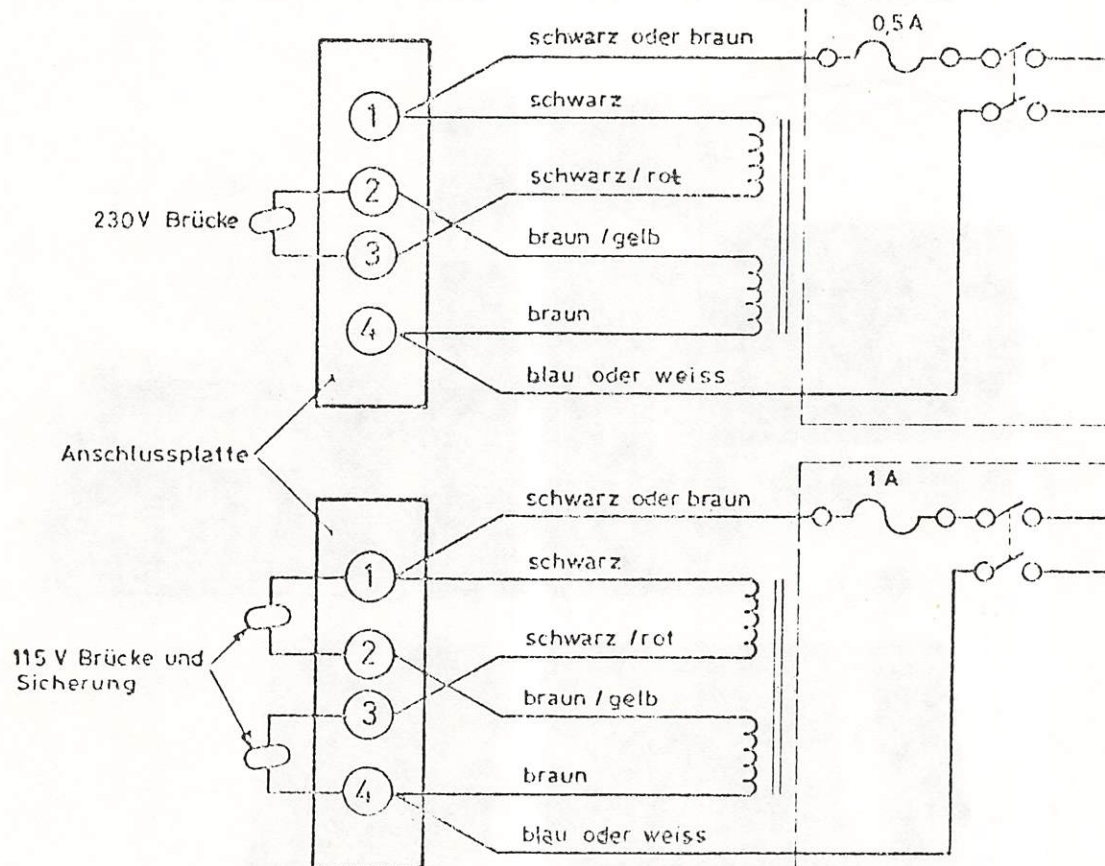 0,5 A
schwarz oder braun
1
schwarz
2
schwarz / rot
230V Brücke
braun / gelb
3
4
braun
blau oder weiss
Anschlussplatte
1 A
schwarz oder braun
1
schwarz
115 V Brücke und
Sicherung
2
schwarz / rot
3
braun / gelb
4
braun
blau oder weiss